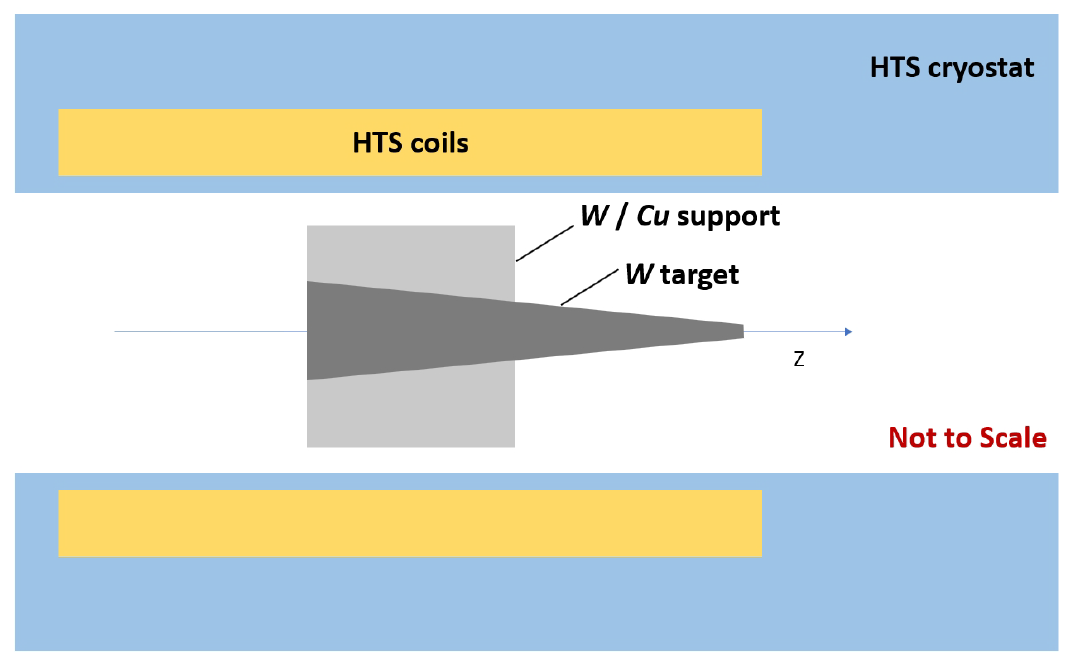 HTS cryostat
HTS coils
W / Cu support
W target
Z
Not to Scale